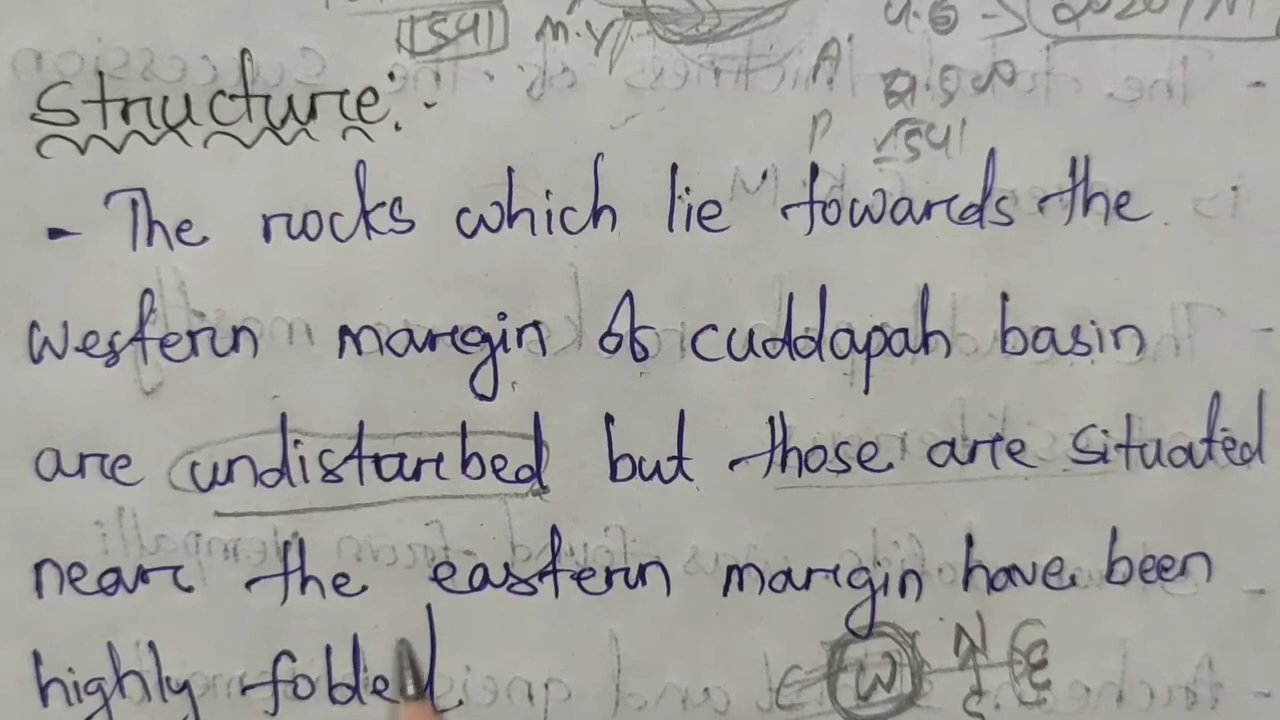 1541 m.y
Structure:-
- The rocks which lie towards the
western margin of cuddapah basin
are undistarbed but those are situated
near the eastern margin have been
highly folded
W N E
S